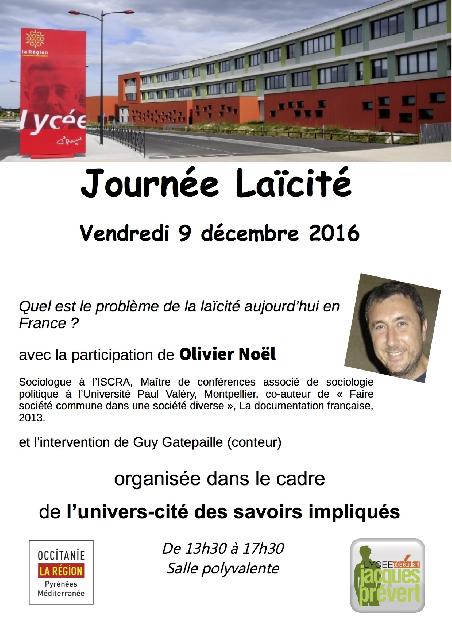 la Région
lycée
Journée Laïcité
Vendredi 9 décembre 2016
Quel est le problème de la laïcité aujourd'hui en
France ?
avec la participation de Olivier Noël
Sociologue à l'ISCRA, Maître de conférences associé de sociologie
politique à l'Université Paul Valéry, Montpellier, co-auteur de « Faire
société commune dans une société diverse », La documentation française,
2013.
et l'intervention de Guy Gatepaille (conteur)
organisée dans le cadre
de l'univers-cité des savoirs impliqués
De 13h30 à 17h30
Salle polyvalente
OCCITANIE
LA RÉGION
Pyrénées
Méditerranée
LYCEE
jacques
prévert